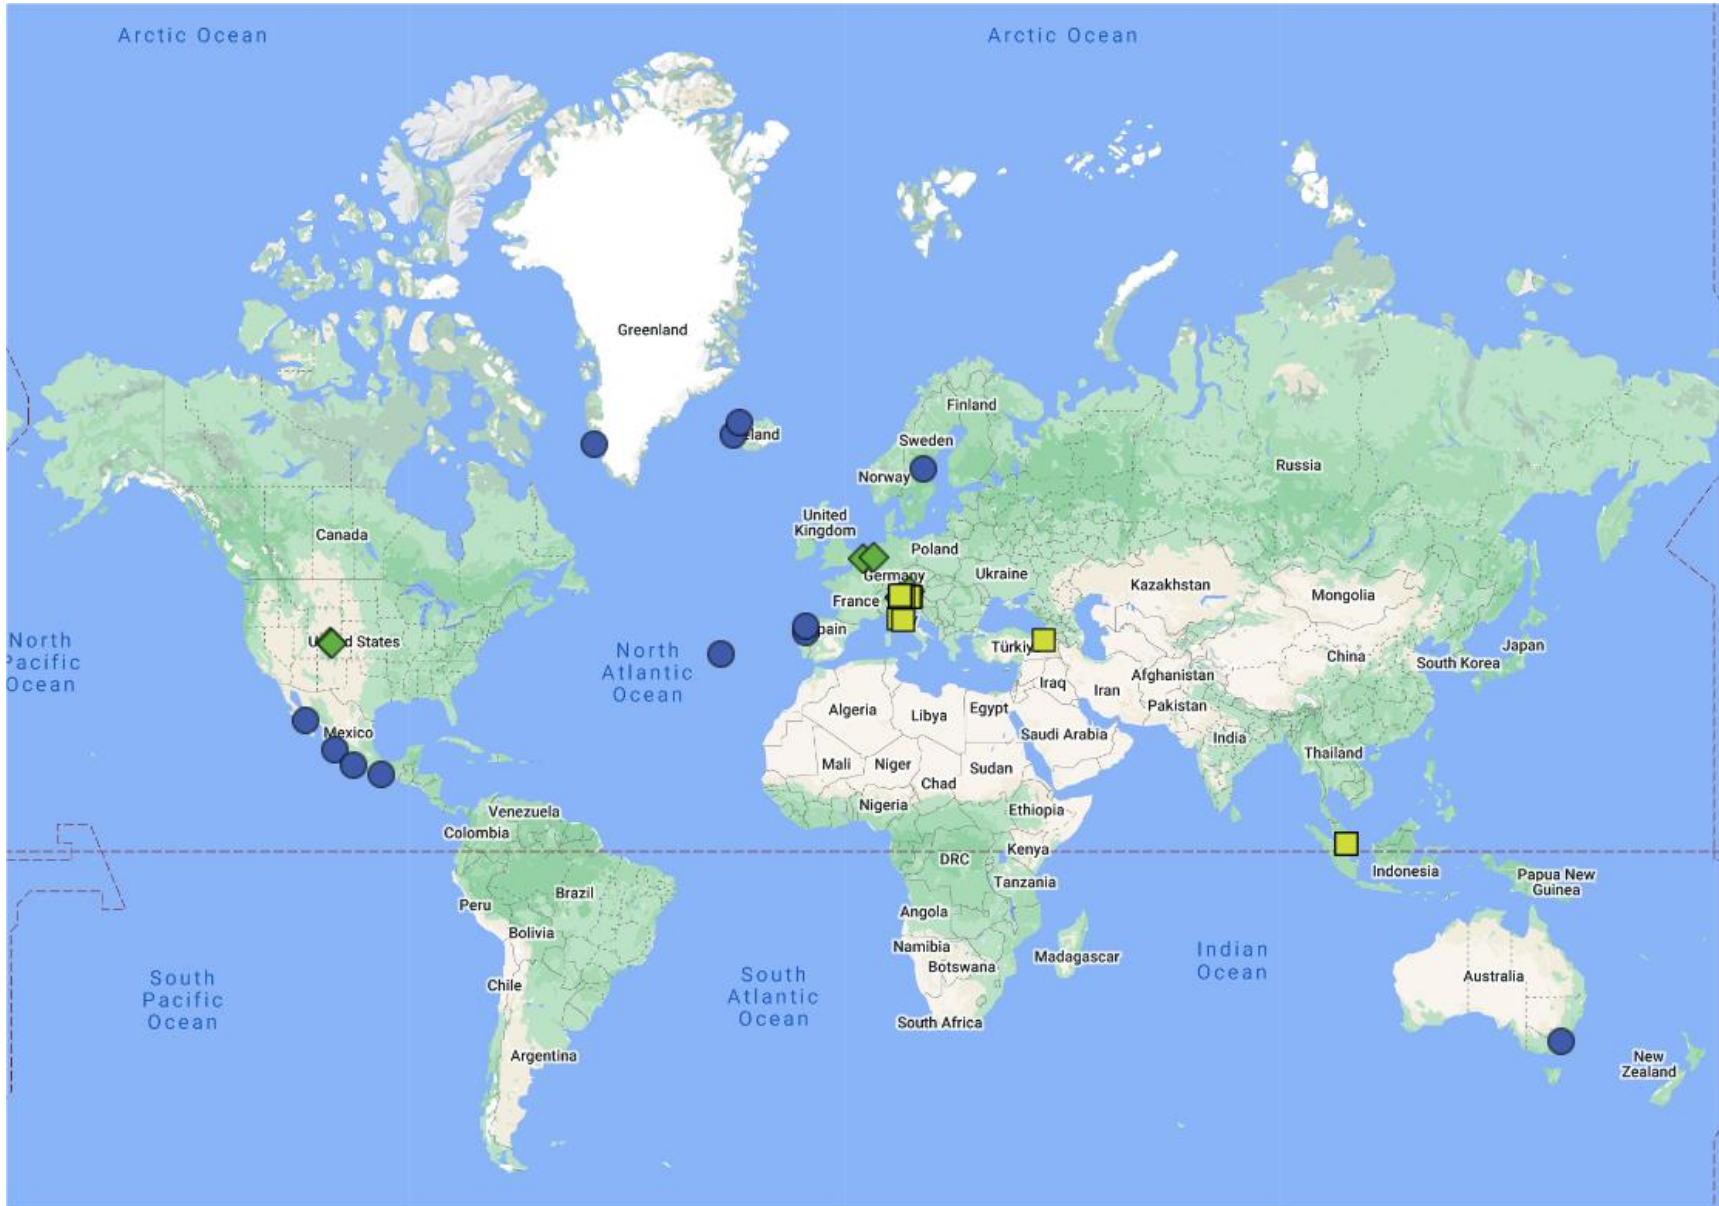 Arctic Ocean
Arctic Ocean
Greenland
Finland
eland
Sweden
Norway
Russia
United
Kingdom
Canada
Poland
Germany
Ukraine
Kazakhstan
Mongolia
France
United States
pain
North
Pacific
Ocean
North
Atlantic
Ocean
Türkiy
Japan
China
South Korea
Afghanistan
Iraq
Iran
Pakistan
Algeria
Libya
Egypt
Mexico
Saudi Arabia
India
Thailand
Mali
Niger
Chad
Sudan
Nigeria
Ethiopia
Venezuela
Colombia
Kenya
DRC
Indonesia
Papua New
Guinea
Tanzania
Brazil
Peru
Angola
Bolivia
Namibia
Botswana
Madagascar
Indian
Ocean
South
Pacific
Ocean
South
Atlantic
Ocean
Chile
Australia
South Africa
Argentina
New
Zealand